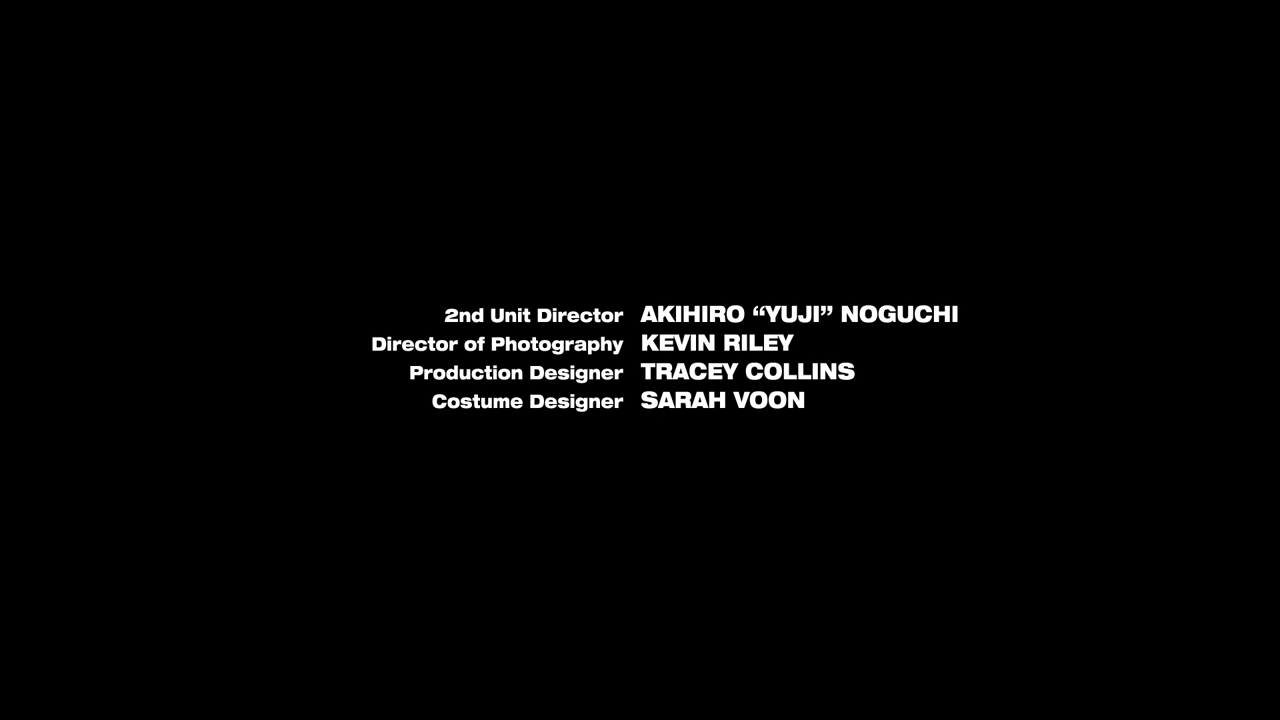 2nd Unit Director AKIHIRO “YUJI” NOGUCHI
Director of Photography KEVIN RILEY
Production Designer TRACEY COLLINS
Costume Designer SARAH VOON